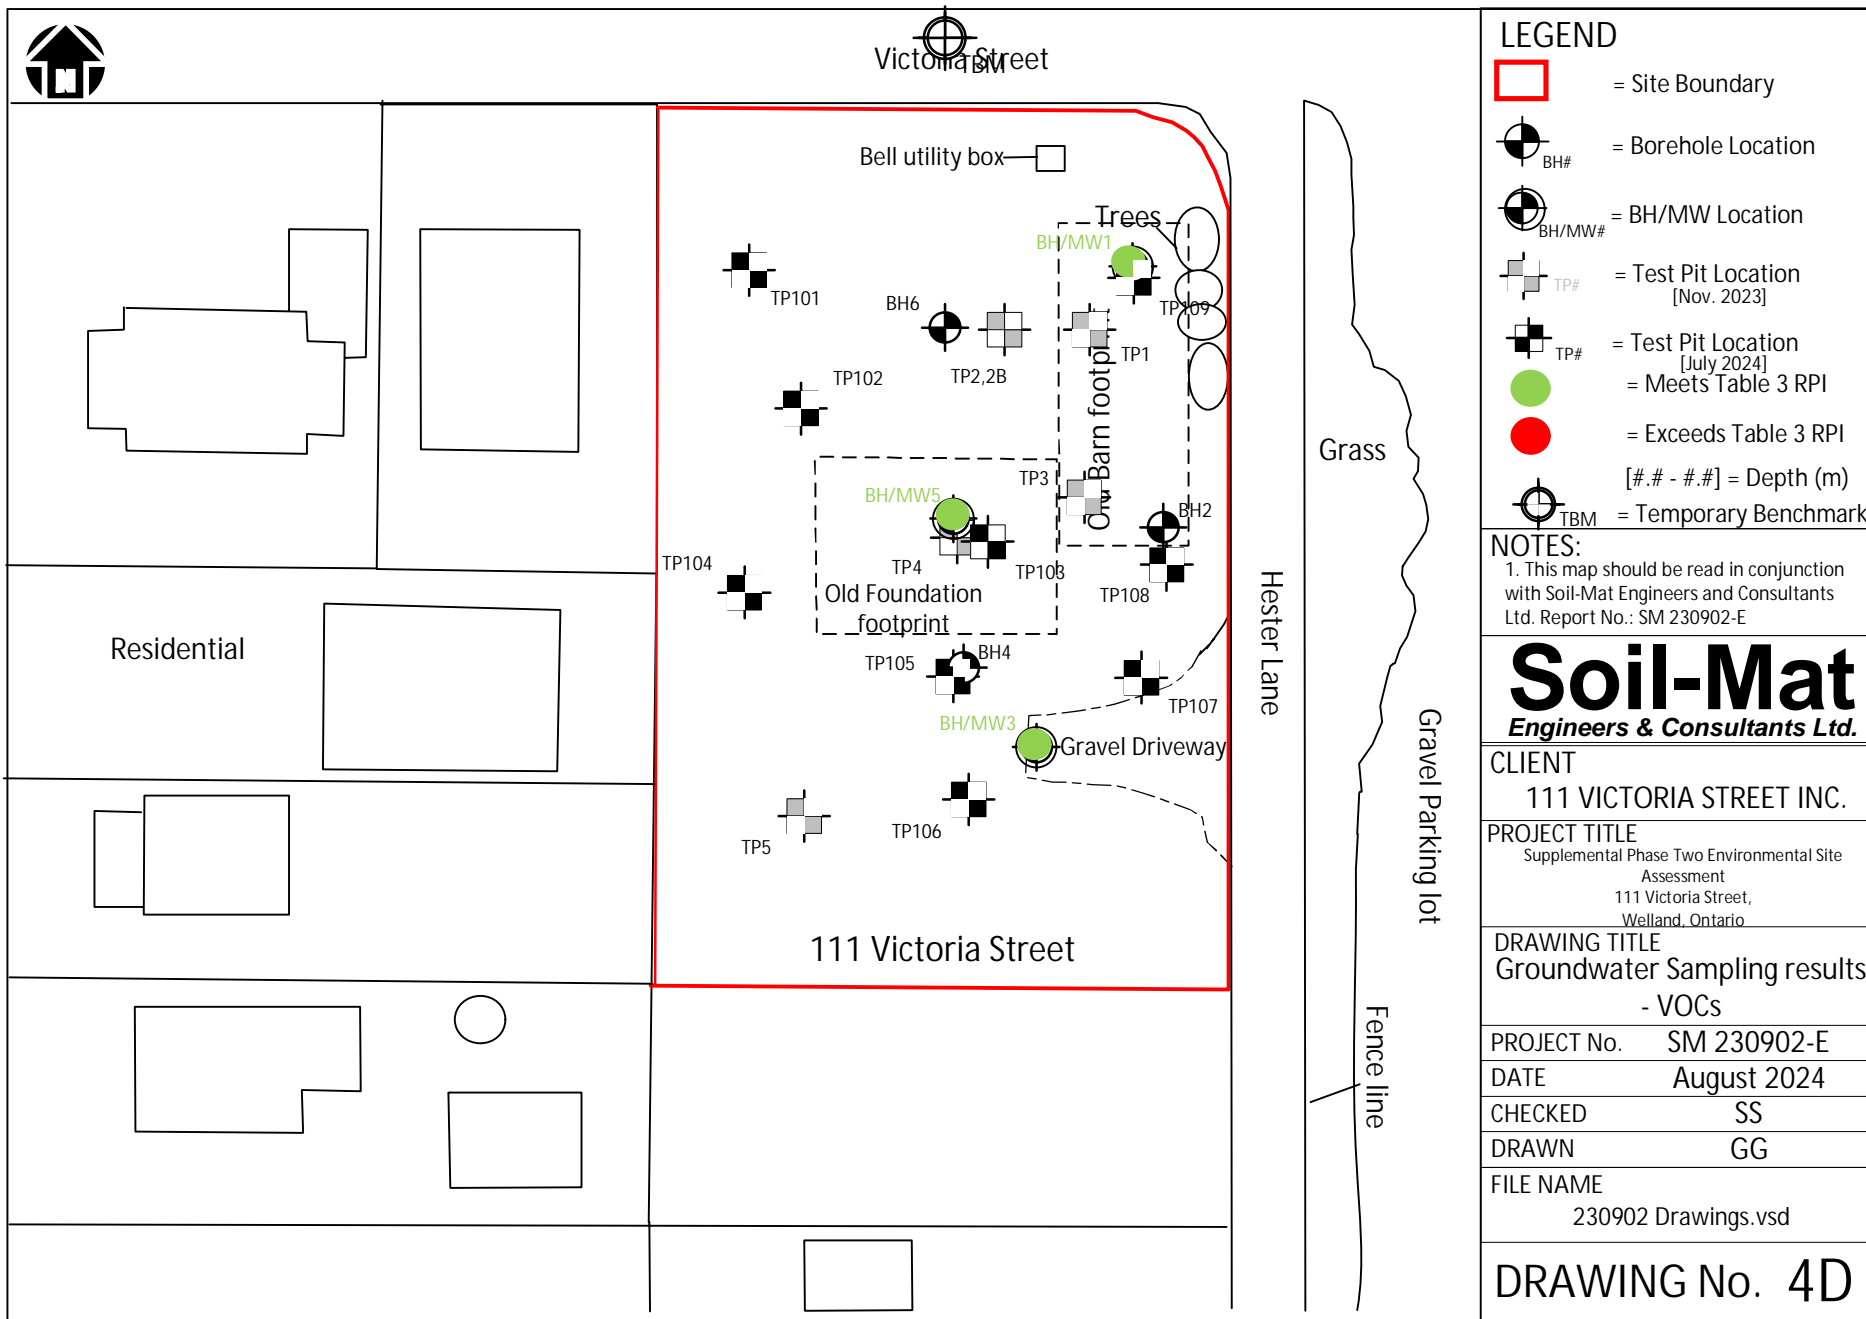 N
Victoria Street
TBM
Bell utility box
Trees
BH/MW1
TP101
TP109
BH6
TP1
TP2,2B
TP102
Old Barn footprint
Grass
TP3
BH/MW5
BH2
TP104
TP4
TP103
TP108
Old Foundation
footprint
Hester Lane
Residential
TP105
BH4
TP107
BH/MW3
Gravel Driveway
Gravel Parking lot
TP106
TP5
111 Victoria Street
Fence line
LEGEND
= Site Boundary
BH#
= Borehole Location
BH/MW#
= BH/MW Location
TP#
= Test Pit Location
[Nov. 2023]
TP#
= Test Pit Location
[July 2024]
= Meets Table 3 RPI
= Exceeds Table 3 RPI
[#.# - #.#] = Depth (m)
TBM
= Temporary Benchmark
NOTES:
1. This map should be read in conjunction
with Soil-Mat Engineers and Consultants
Ltd. Report No.: SM 230902-E
Soil-Mat
Engineers & Consultants Ltd.
CLIENT
111 VICTORIA STREET INC.
PROJECT TITLE
Supplemental Phase Two Environmental Site
Assessment
111 Victoria Street,
Welland, Ontario
DRAWING TITLE
Groundwater Sampling results
- VOCs
PROJECT No. SM 230902-E
DATE August 2024
CHECKED SS
DRAWN GG
FILE NAME
230902 Drawings.vsd
DRAWING No. 4D